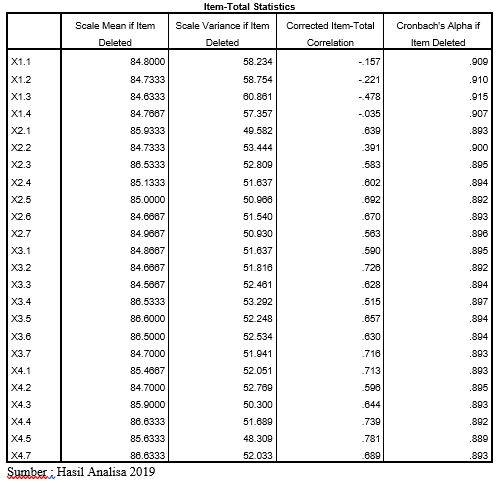 Item-Total Statistics
Scale Mean if Item Deleted Scale Variance if Item Deleted Corrected Item-Total Correlation Cronbach's Alpha if Item Deleted
X1.1 84.8000 58.234 -.157 .909
X1.2 84.7333 58.754 -.221 .910
X1.3 84.6333 60.861 -.478 .915
X1.4 84.7667 57.357 -.035 .907
X2.1 85.9333 49.582 .639 .893
X2.2 84.7333 53.444 .391 .900
X2.3 86.5333 52.809 .583 .895
X2.4 85.1333 51.637 .602 .894
X2.5 85.0000 50.966 .692 .892
X2.6 84.6667 51.540 .670 .893
X2.7 84.9667 50.930 .563 .896
X3.1 84.8667 51.637 .590 .895
X3.2 84.6667 51.816 .726 .892
X3.3 84.5667 52.461 .628 .894
X3.4 86.5333 53.292 .515 .897
X3.5 86.6000 52.248 .657 .894
X3.6 86.5000 52.534 .630 .894
X3.7 84.7000 51.941 .716 .893
X4.1 85.4667 52.051 .713 .893
X4.2 84.7000 52.769 .596 .895
X4.3 85.9000 50.300 .644 .893
X4.4 86.6333 51.689 .739 .892
X4.5 85.6333 48.309 .781 .889
X4.7 86.6333 52.033 .689 .893
Sumber : Hasil Analisa 2019